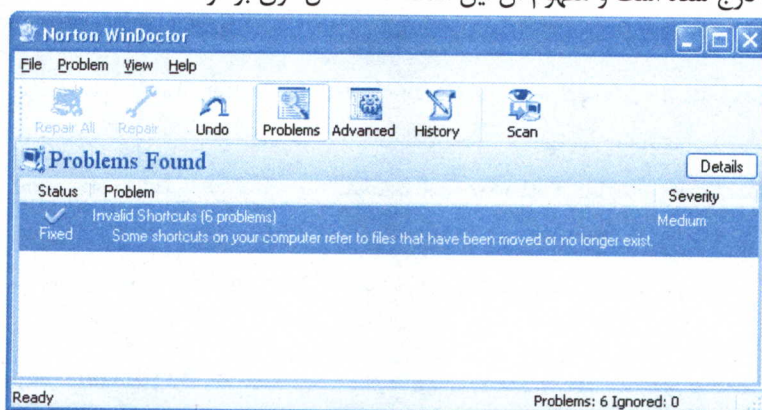 Norton WinDoctor
File Problem View Help
Repair All Repair Undo Problems Advanced History Scan
Problems Found
Details
Status Problem Severity
Invalid Shortcuts (6 problems) Medium
Fixed Some shortcuts on your computer refer to files that have been moved or no longer exist.
Ready Problems: 6 Ignored: 0